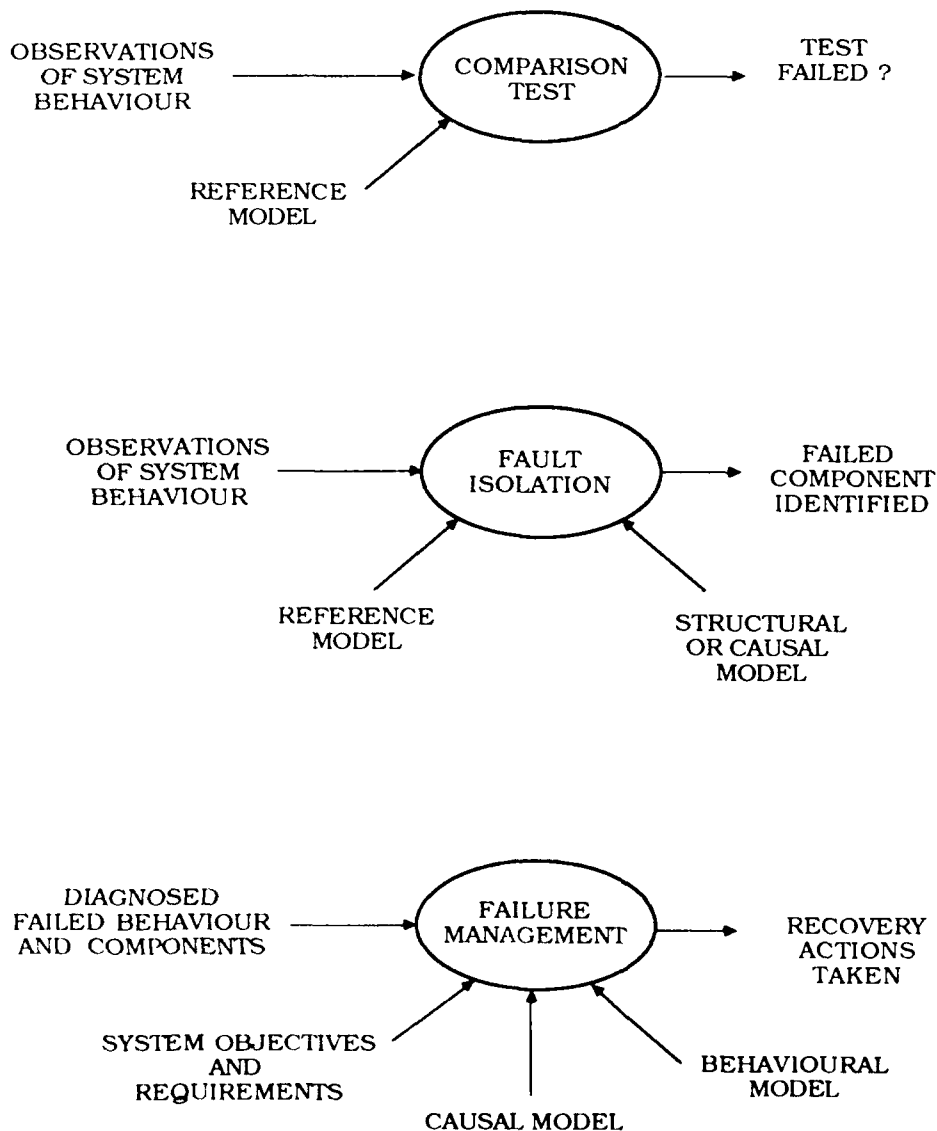 OBSERVATIONS
OF SYSTEM
BEHAVIOUR
COMPARISON
TEST
TEST
FAILED ?
REFERENCE
MODEL
OBSERVATIONS
OF SYSTEM
BEHAVIOUR
FAULT
ISOLATION
FAILED
COMPONENT
IDENTIFIED
REFERENCE
MODEL
STRUCTURAL
OR CAUSAL
MODEL
DIAGNOSED
FAILED BEHAVIOUR
AND COMPONENTS
FAILURE
MANAGEMENT
RECOVERY
ACTIONS
TAKEN
SYSTEM OBJECTIVES
AND
REQUIREMENTS
CAUSAL MODEL
BEHAVIOURAL
MODEL